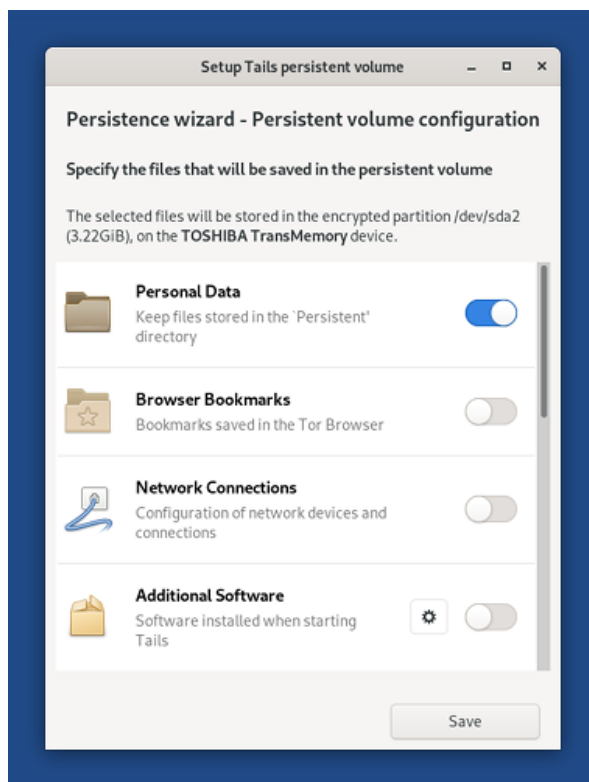 Setup Tails persistent volume
Persistence wizard - Persistent volume configuration
Specify the files that will be saved in the persistent volume
The selected files will be stored in the encrypted partition /dev/sda2
(3.22GiB), on the TOSHIBA TransMemory device.
Personal Data
Keep files stored in the `Persistent'
directory
Browser Bookmarks
Bookmarks saved in the Tor Browser
Network Connections
Configuration of network devices and
connections
Additional Software
Software installed when starting
Tails
Save